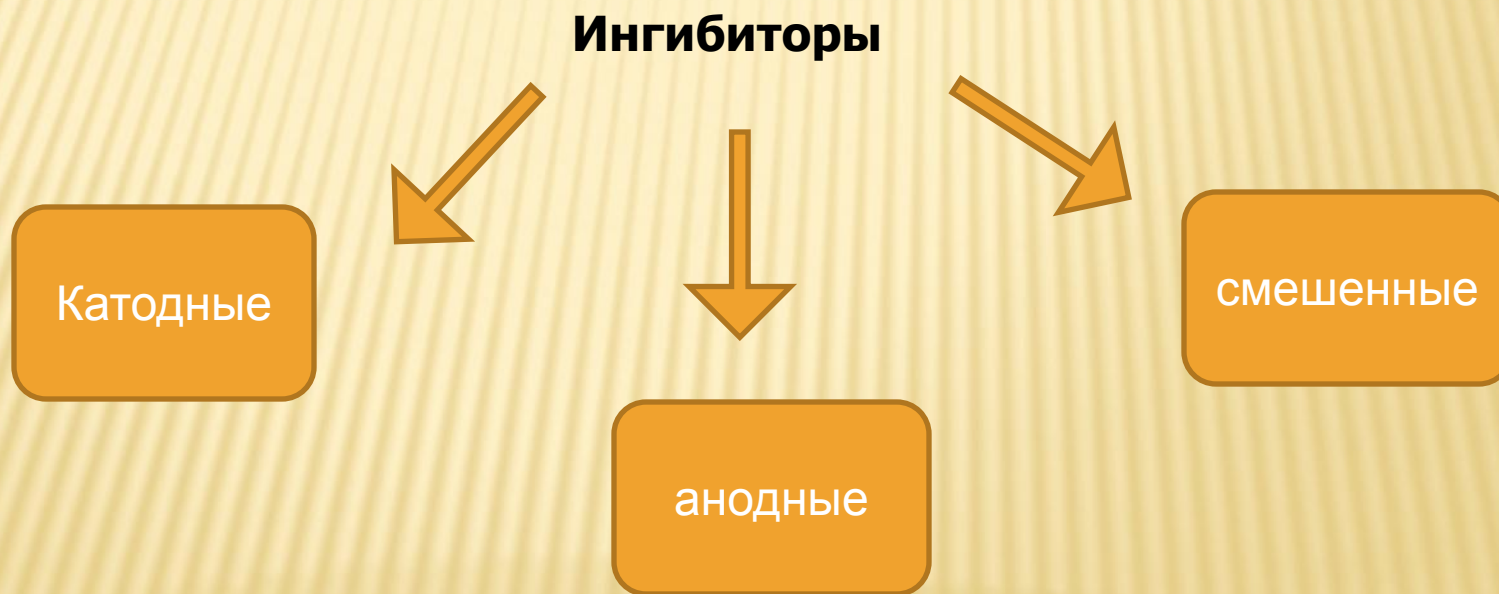 Ингибиторы
Катодные
анодные
смешенные